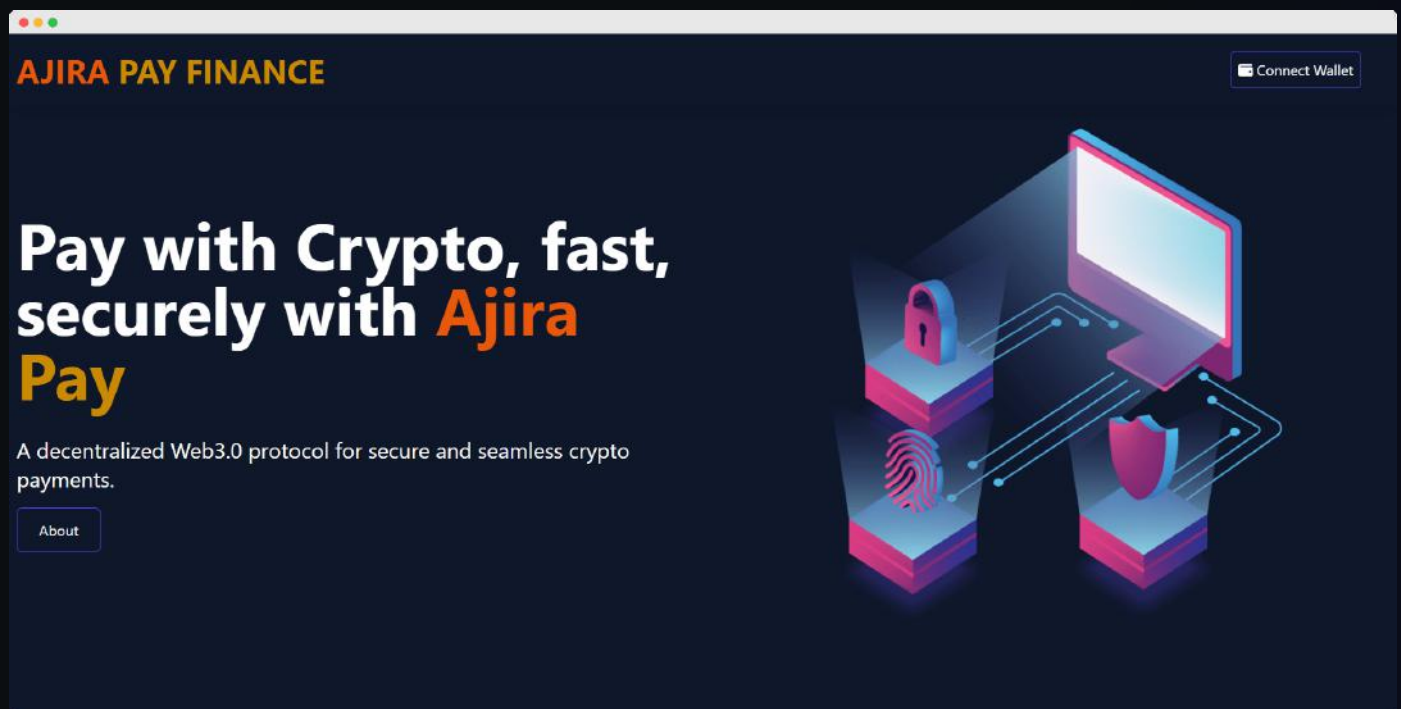 AJIRA PAY FINANCE
Connect Wallet
Pay with Crypto, fast,
securely with Ajira
Pay
A decentralized Web3.0 protocol for secure and seamless crypto
payments.
About